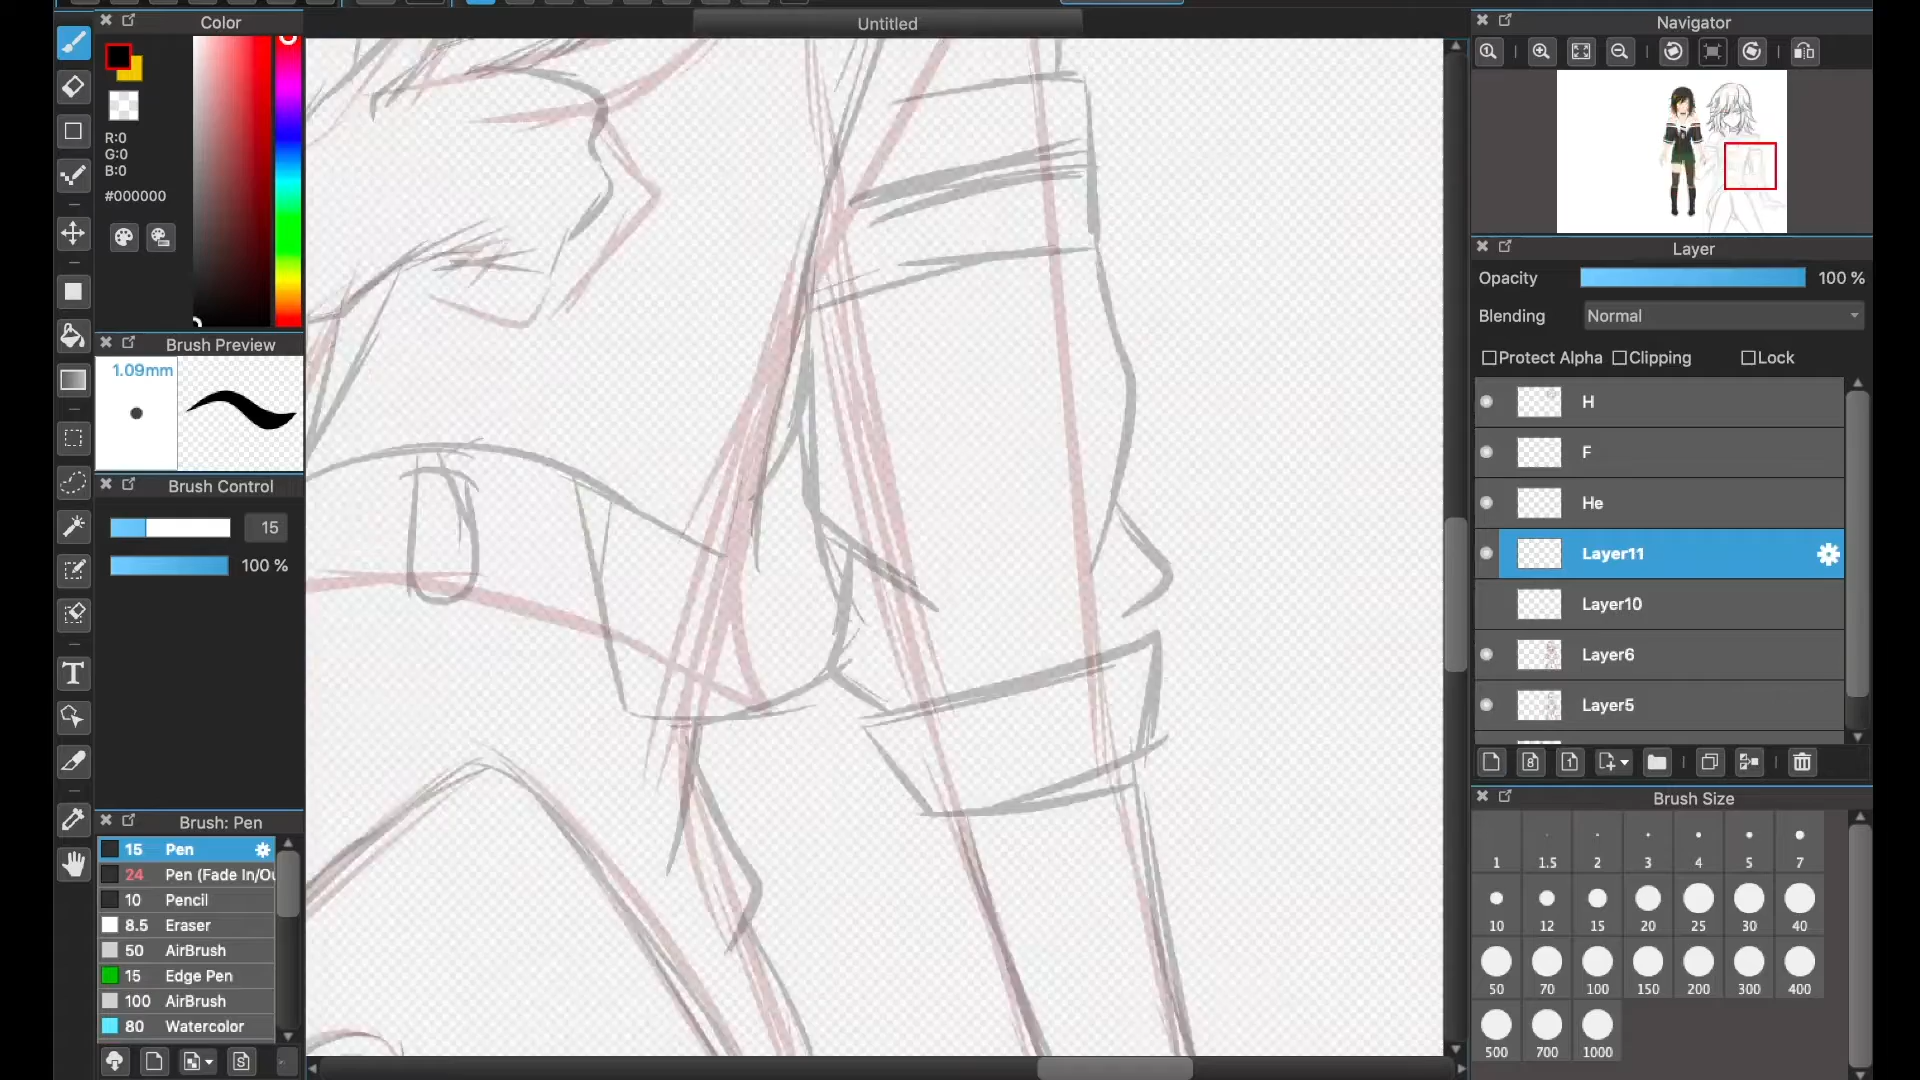 Color
Untitled
Navigator
R:0
G:0
B:0
#000000
Layer
Opacity
100 %
Blending
Normal
Brush Preview
Protect Alpha
Clipping
Lock
1.09mm
H
F
He
Brush Control
15
Layer11
100 %
Layer10
Layer6
Layer5
Brush Size
Brush: Pen
15 Pen
24 Pen (Fade In/Ou
10 Pencil
8.5 Eraser
50 AirBrush
15 Edge Pen
100 AirBrush
80 Watercolor
1 1.5 2 3 4 5 7
10 12 15 20 25 30 40
50 70 100 150 200 300 400
500 700 1000